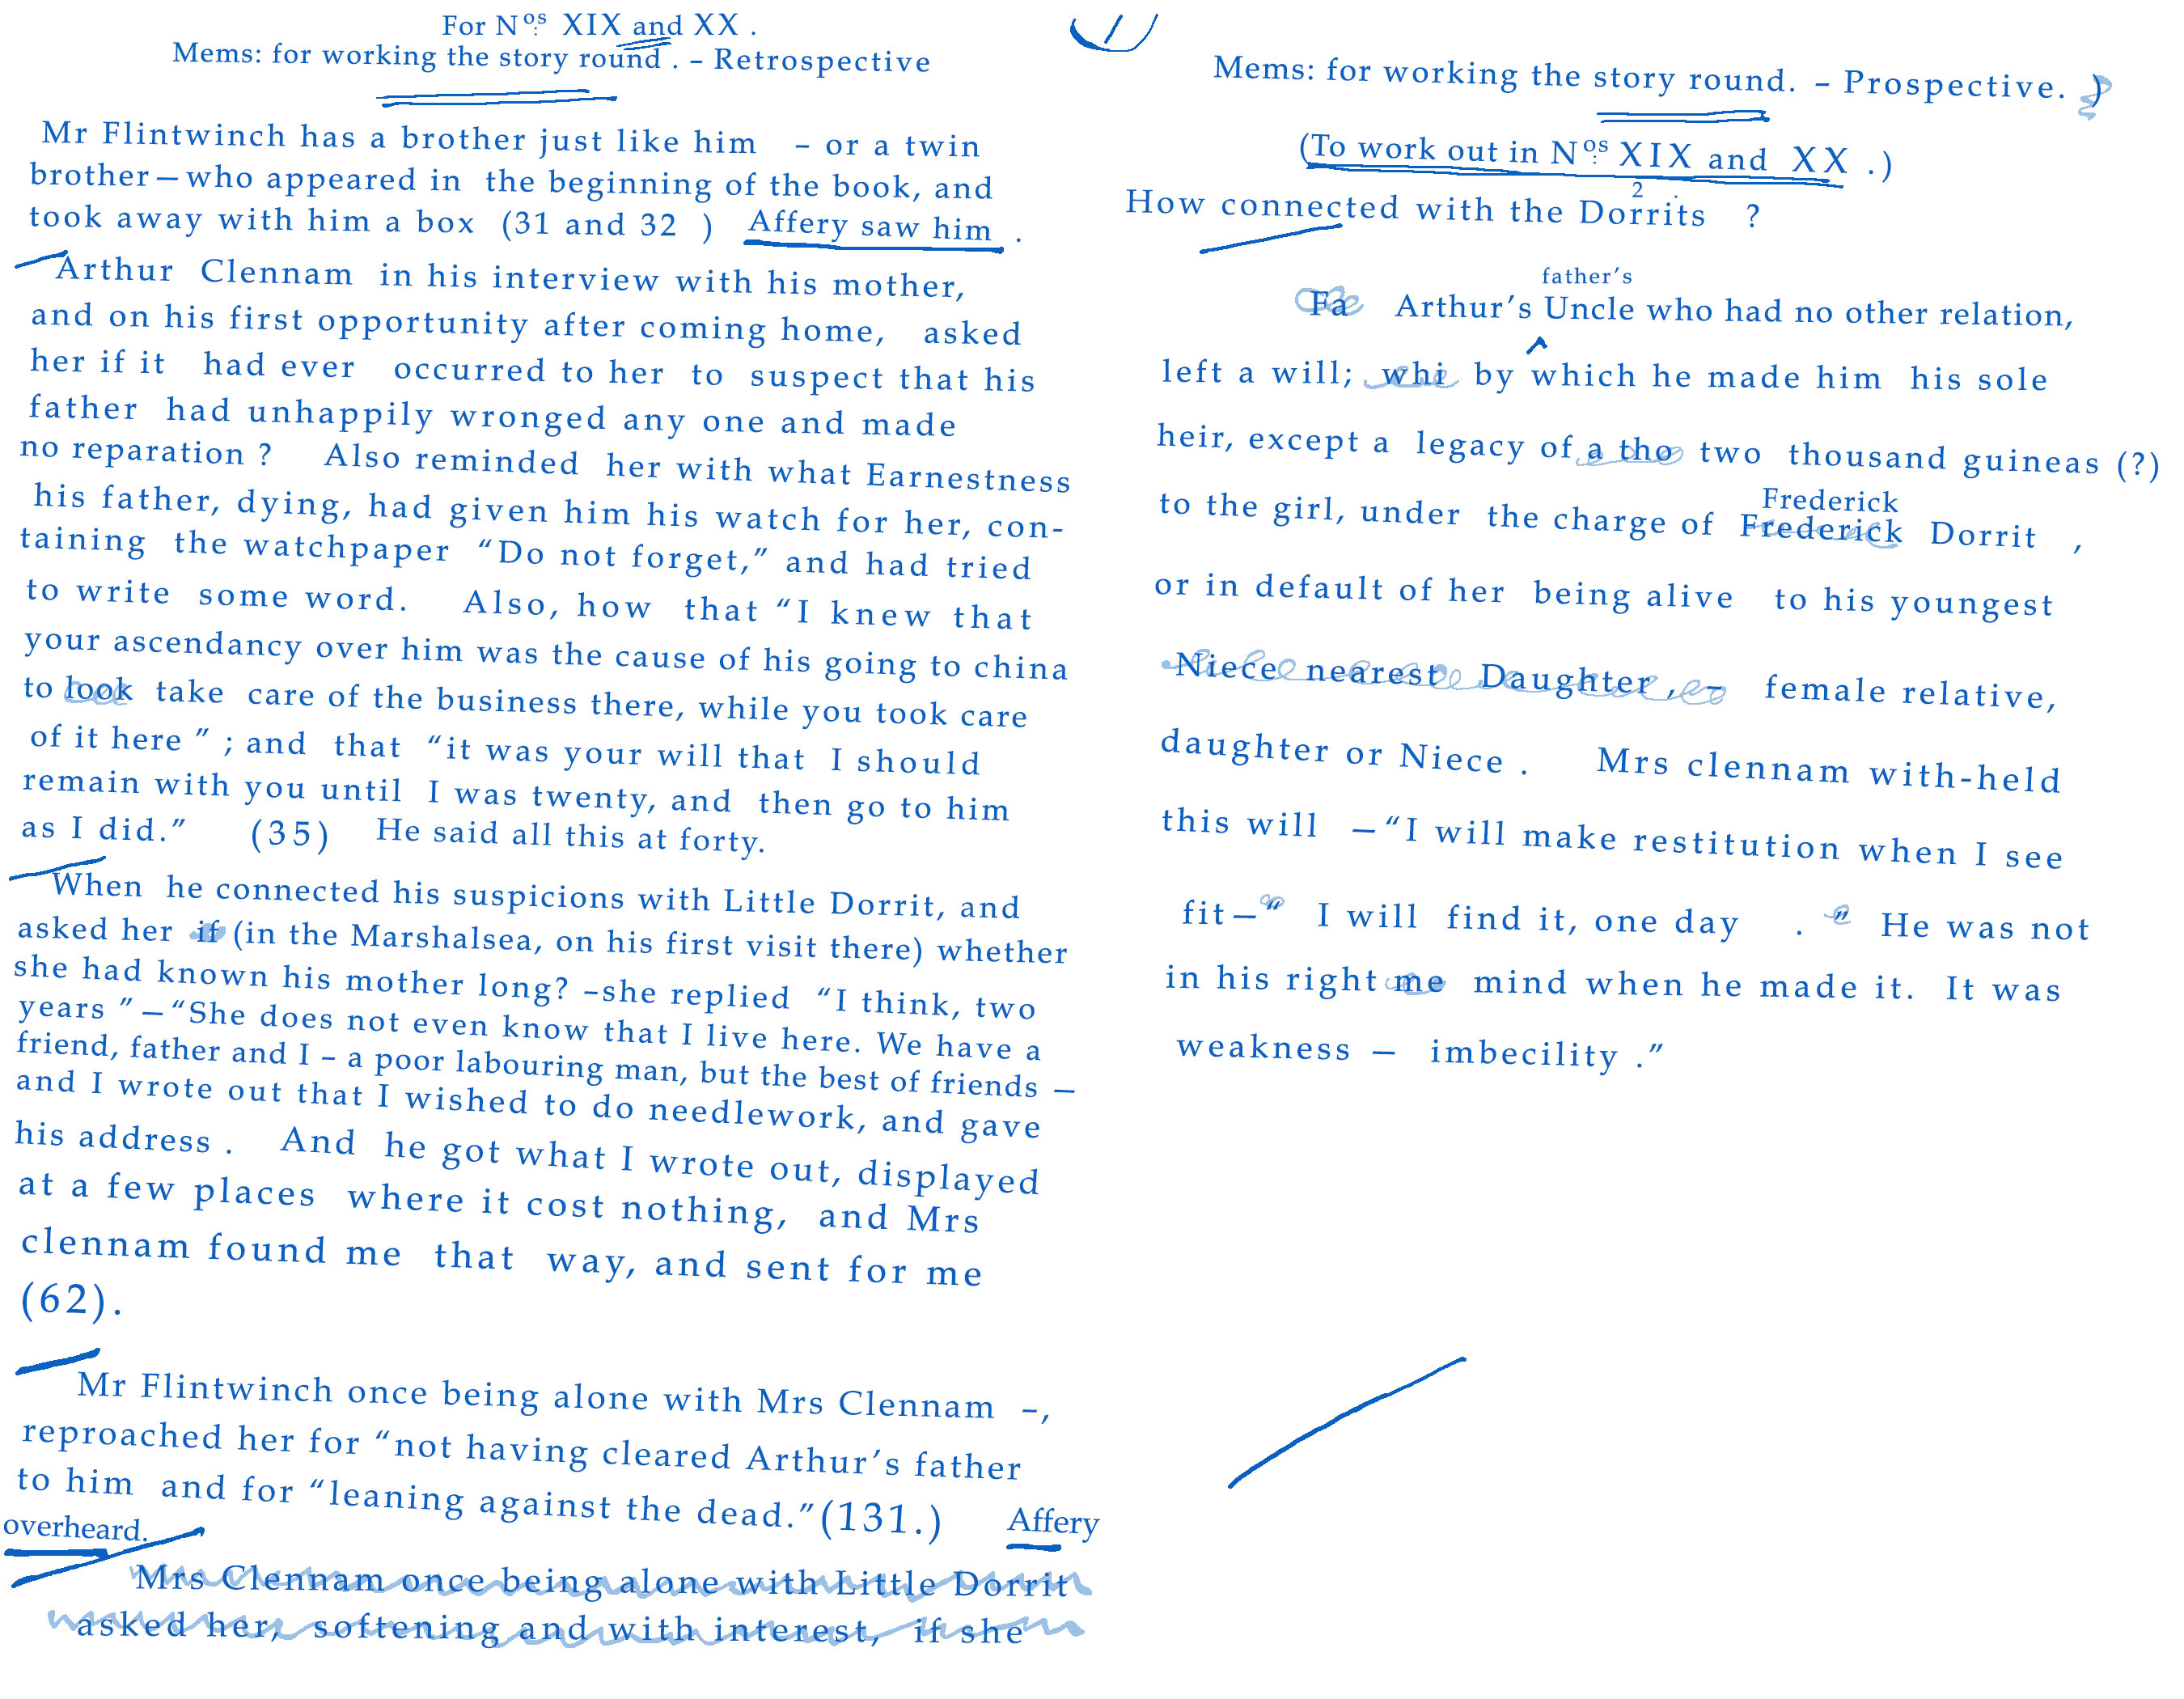 For Nos XIX and XX .
Mems: for working the story round . – Retrospective
Mr Flintwinch has a brother just like him – or a twin
brother — who appeared in the beginning of the book, and
took away with him a box (31 and 32 ) Affery saw him .
Arthur Clennam in his interview with his mother,
and on his first opportunity after coming home, asked
her if it had ever occurred to her to suspect that his
father had unhappily wronged any one and made
no reparation ? Also reminded her with what Earnestness
his father, dying, had given him his watch for her, con-
taining the watchpaper “Do not forget,” and had tried
to write some word. Also, how that “I knew that
your ascendancy over him was the cause of his going to china
to look take care of the business there, while you took care
of it here ” ; and that “it was your will that I should
remain with you until I was twenty, and then go to him
as I did.” (35) He said all this at forty.
When he connected his suspicions with Little Dorrit, and
asked her if (in the Marshalsea, on his first visit there) whether
she had known his mother long? –she replied “I think, two
years ” — “She does not even know that I live here. We have a
friend, father and I – a poor labouring man, but the best of friends —
and I wrote out that I wished to do needlework, and gave
his address . And he got what I wrote out, displayed
at a few places where it cost nothing, and Mrs
clennam found me that way, and sent for me
(62).
Mr Flintwinch once being alone with Mrs Clennam –,
reproached her for “not having cleared Arthur’s father
to him and for “leaning against the dead.” (131.) Affery
overheard.
Mrs Clennam once being alone with Little Dorrit
asked her, softening and with interest, if she
1
Mems: for working the story round. – Prospective. )
(To work out in Nos XIX and XX .)
2
How connected with the Dorrits ?
father’s
Fa Arthur’s Uncle who had no other relation,
left a will; whi by which he made him his sole
heir, except a legacy of a tho two thousand guineas (?)
Frederick
to the girl, under the charge of Frederick Dorrit ,
or in default of her being alive to his youngest
Niece nearest Daughter , – female relative,
daughter or Niece . Mrs clennam with-held
this will — “I will make restitution when I see
fit — “ I will find it, one day . ” He was not
in his right me mind when he made it. It was
weakness — imbecility .”